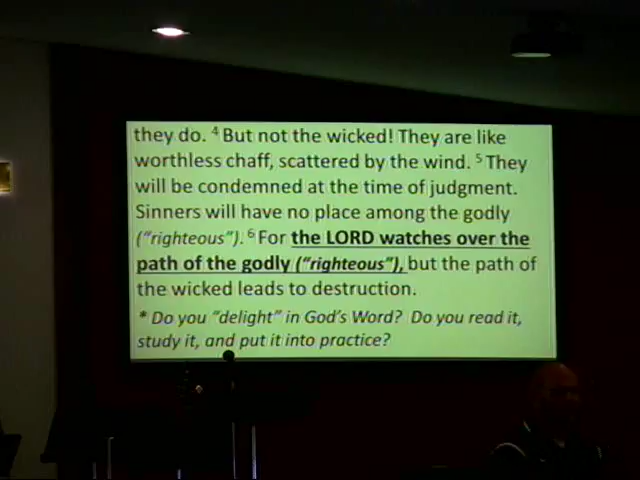 they do. ⁴ But not the wicked! They are like
worthless chaff, scattered by the wind. ⁵ They
will be condemned at the time of judgment.
Sinners will have no place among the godly
("righteous"). ⁶ For the LORD watches over the
path of the godly ("righteous"), but the path of
the wicked leads to destruction.
* Do you "delight" in God's Word? Do you read it,
study it, and put it into practice?